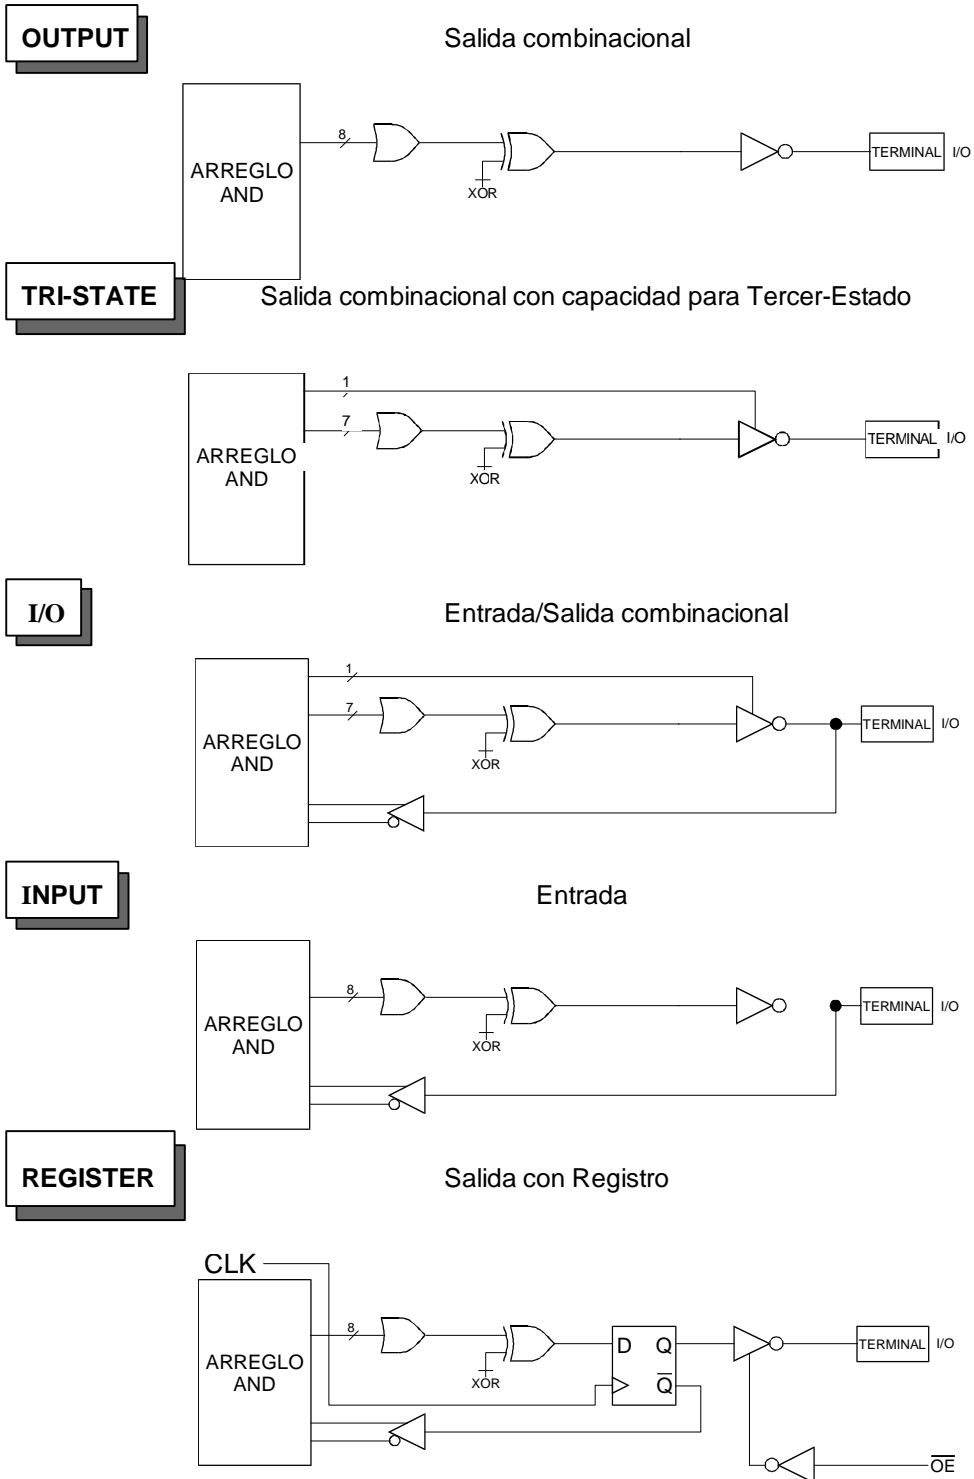 OUTPUT
Salida combinacional
ARREGLO
AND
8
XOR
TERMINAL
I/O
TRI-STATE
Salida combinacional con capacidad para Tercer-Estado
1
7
ARREGLO
AND
XOR
TERMINAL
I/O
I/O
Entrada/Salida combinacional
1
7
ARREGLO
AND
XOR
TERMINAL
I/O
INPUT
Entrada
8
ARREGLO
AND
XOR
TERMINAL
I/O
REGISTER
Salida con Registro
CLK
8
ARREGLO
AND
XOR
D Q
Q̅
TERMINAL
I/O
O̅E̅